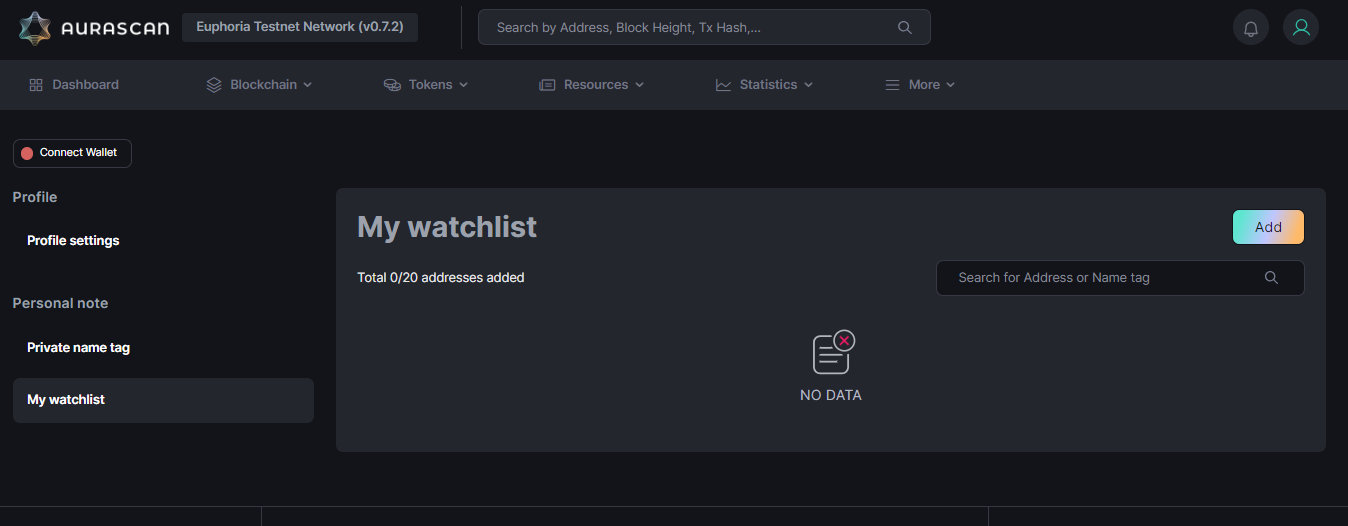 AURASCAN
Euphoria Testnet Network (v0.7.2)
Search by Address, Block Height, Tx Hash,...
Dashboard
Blockchain
Tokens
Resources
Statistics
More
Connect Wallet
Profile
Profile settings
Personal note
Private name tag
My watchlist
My watchlist
Add
Total 0/20 addresses added
Search for Address or Name tag
NO DATA